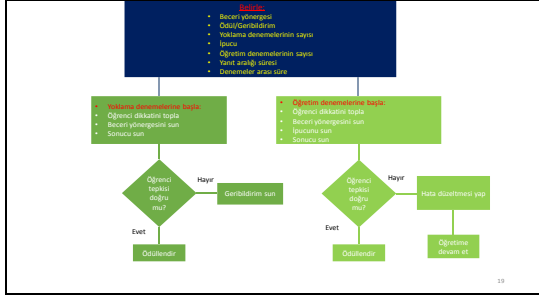 Belirle:
• Beceri yönergesi
• Ödül/Geribildirim
• Yoklama denemelerinin sayısı
• İpucu
• Öğretim denemelerinin sayısı
• Yanıt aralığı süresi
• Denemeler arası süre
• Yoklama denemelerine başla:
• Öğrenci dikkatini topla
• Beceri yönergesini sun
• Sonucu sun
• Öğretim denemelerine başla:
• Öğrenci dikkatini topla
• Beceri yönergesini sun
• İpucunu sun
• Sonucu sun
Öğrenci
tepkisi
doğru
mu?
Hayır
Geribildirim sun
Evet
Ödüllendir
Öğrenci
tepkisi
doğru
mu?
Hayır
Hata düzeltmesi yap
Evet
Ödüllendir
Öğretime
devam et
19